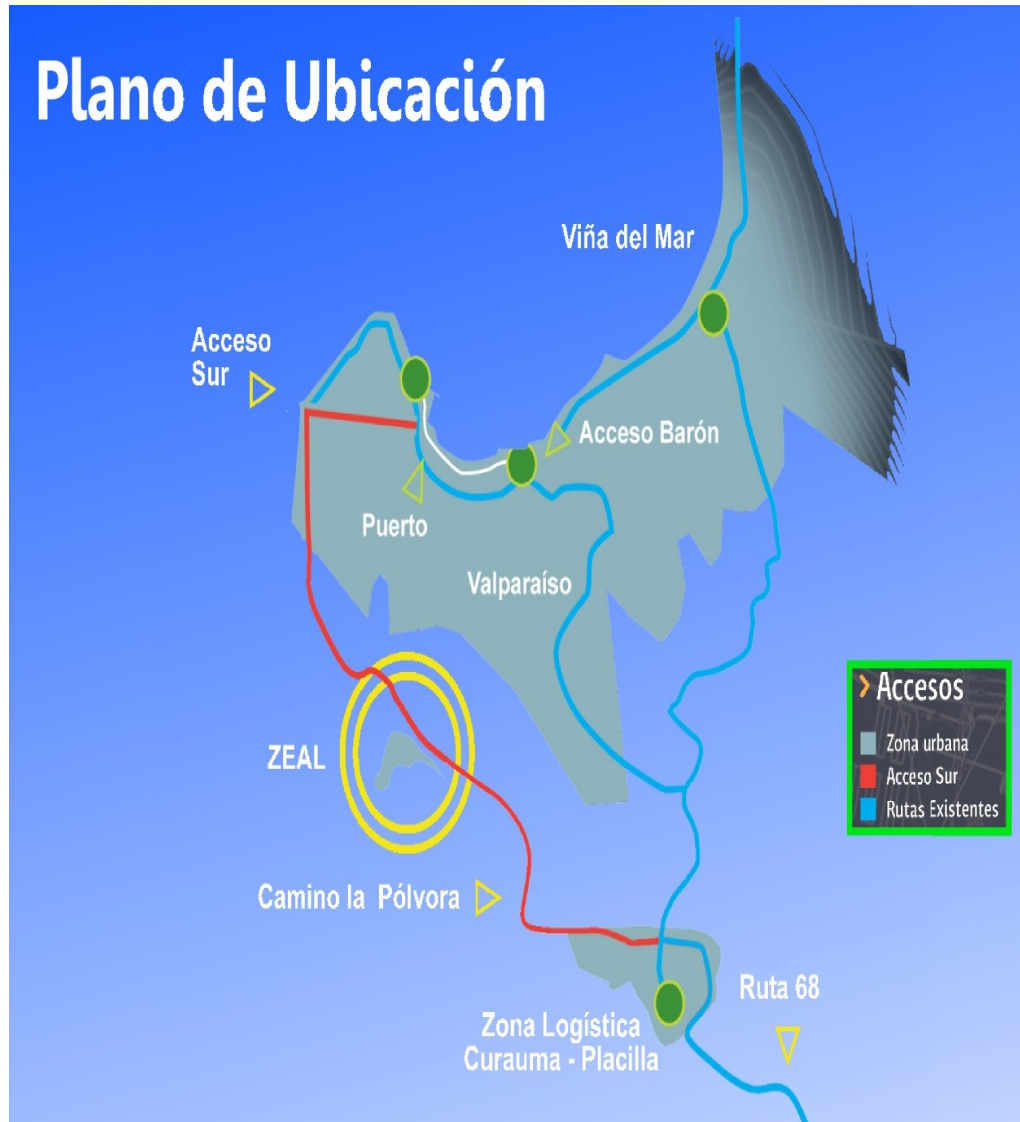 Plano de Ubicación
Viña del Mar
Acceso
Sur
Acceso Barón
Puerto
Valparaíso
ZEAL
Camino la Pólvora
Zona Logística
Curauma - Placilla
Ruta 68
Accesos
Zona urbana
Acceso Sur
Rutas Existentes